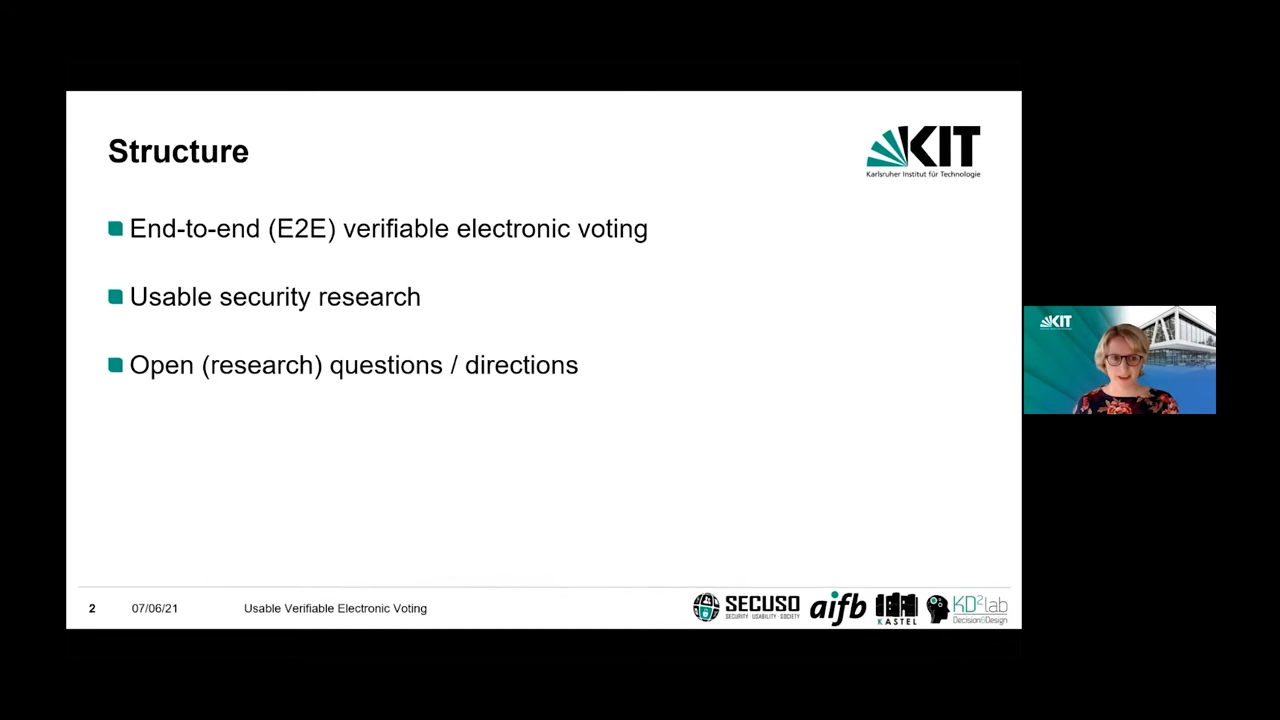 Structure
KIT
Karlsruher Institut für Technologie
End-to-end (E2E) verifiable electronic voting
Usable security research
Open (research) questions / directions
KIT
2 07/06/21 Usable Verifiable Electronic Voting
SECUSO
SECURITY · USABILITY · SOCIETY
aifb
KASTEL
KD²lab
Decision&Design